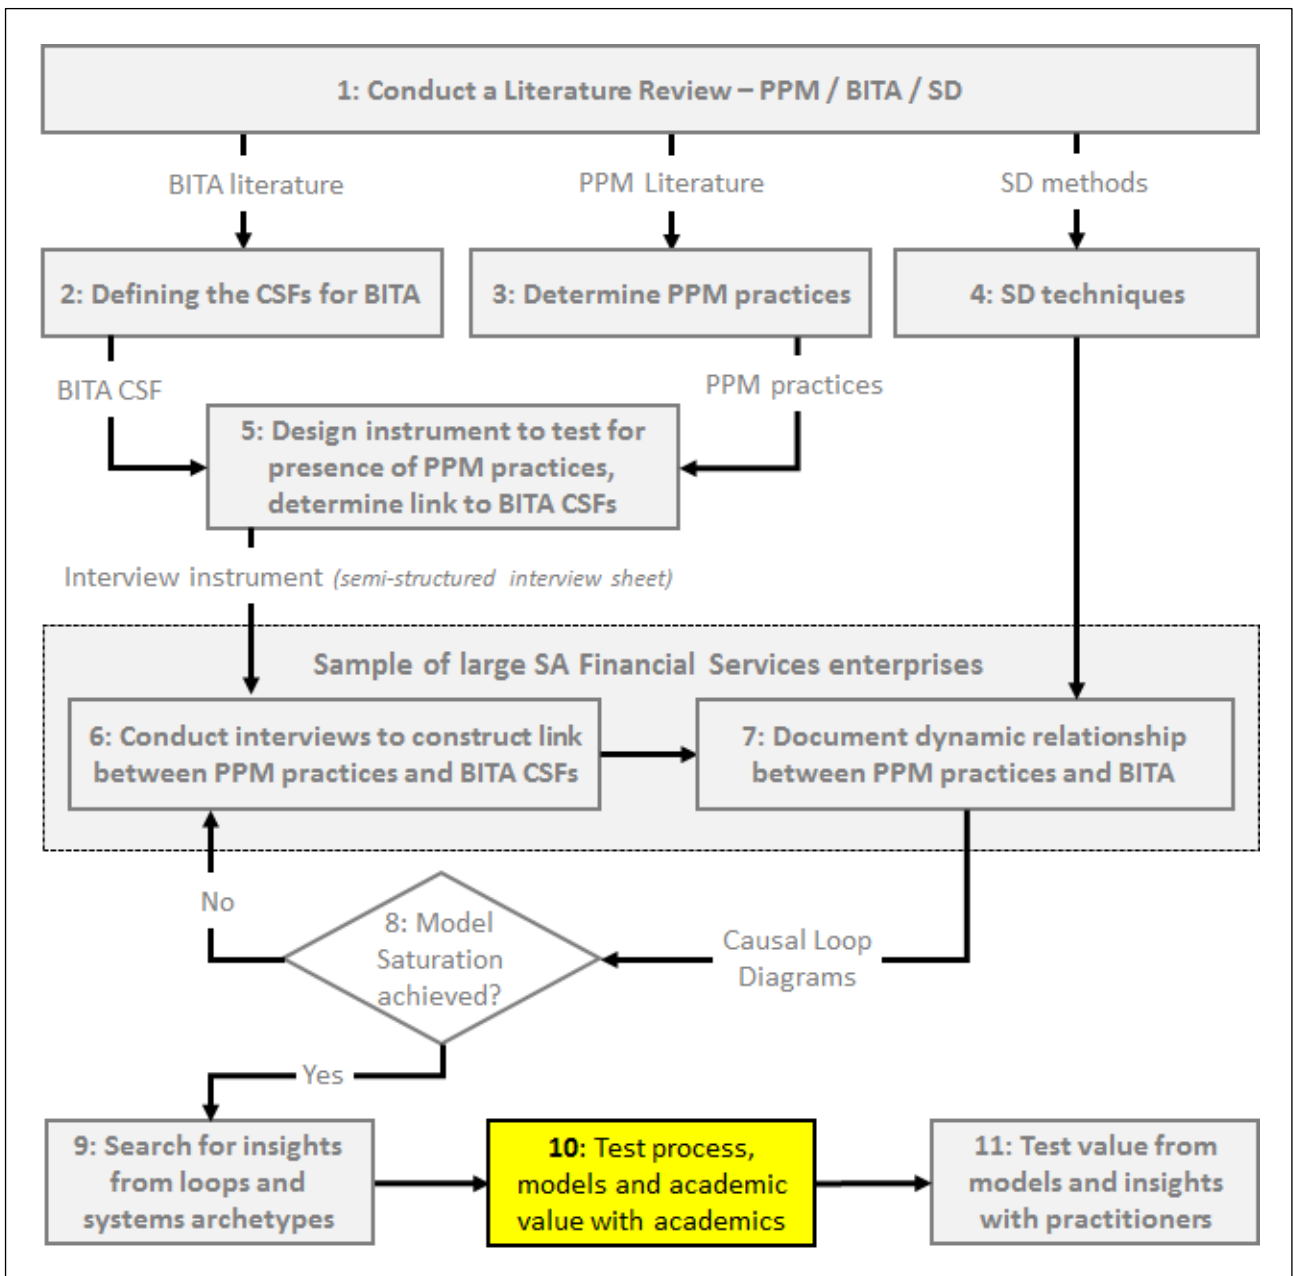 1: Conduct a Literature Review – PPM / BITA / SD
BITA literature
PPM Literature
SD methods
2: Defining the CSFs for BITA
3: Determine PPM practices
4: SD techniques
BITA CSF
PPM practices
5: Design instrument to test for
presence of PPM practices,
determine link to BITA CSFs
Interview instrument (semi-structured interview sheet)
Sample of large SA Financial Services enterprises
6: Conduct interviews to construct link
between PPM practices and BITA CSFs
7: Document dynamic relationship
between PPM practices and BITA
No
8: Model
Saturation
achieved?
Causal Loop
Diagrams
Yes
9: Search for insights
from loops and
systems archetypes
10: Test process,
models and academic
value with academics
11: Test value from
models and insights
with practitioners